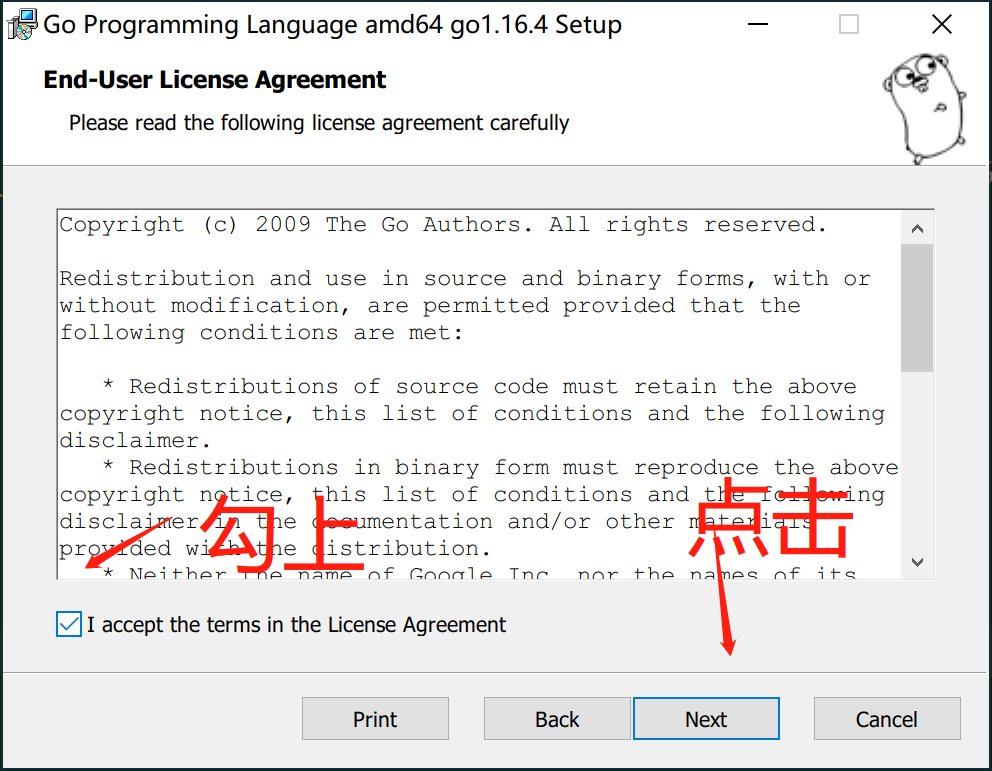 Go Programming Language amd64 go1.16.4 Setup
End-User License Agreement
Please read the following license agreement carefully
Copyright (c) 2009 The Go Authors. All rights reserved.
Redistribution and use in source and binary forms, with or
without modification, are permitted provided that the
following conditions are met:
* Redistributions of source code must retain the above
copyright notice, this list of conditions and the following
disclaimer.
* Redistributions in binary form must reproduce the above
copyright notice, this list of conditions and the following
disclaimer in the documentation and/or other materials
provided with the distribution.
* Neither the name of Google Inc. nor the names of its
勾上
点击
I accept the terms in the License Agreement
Print
Back
Next
Cancel